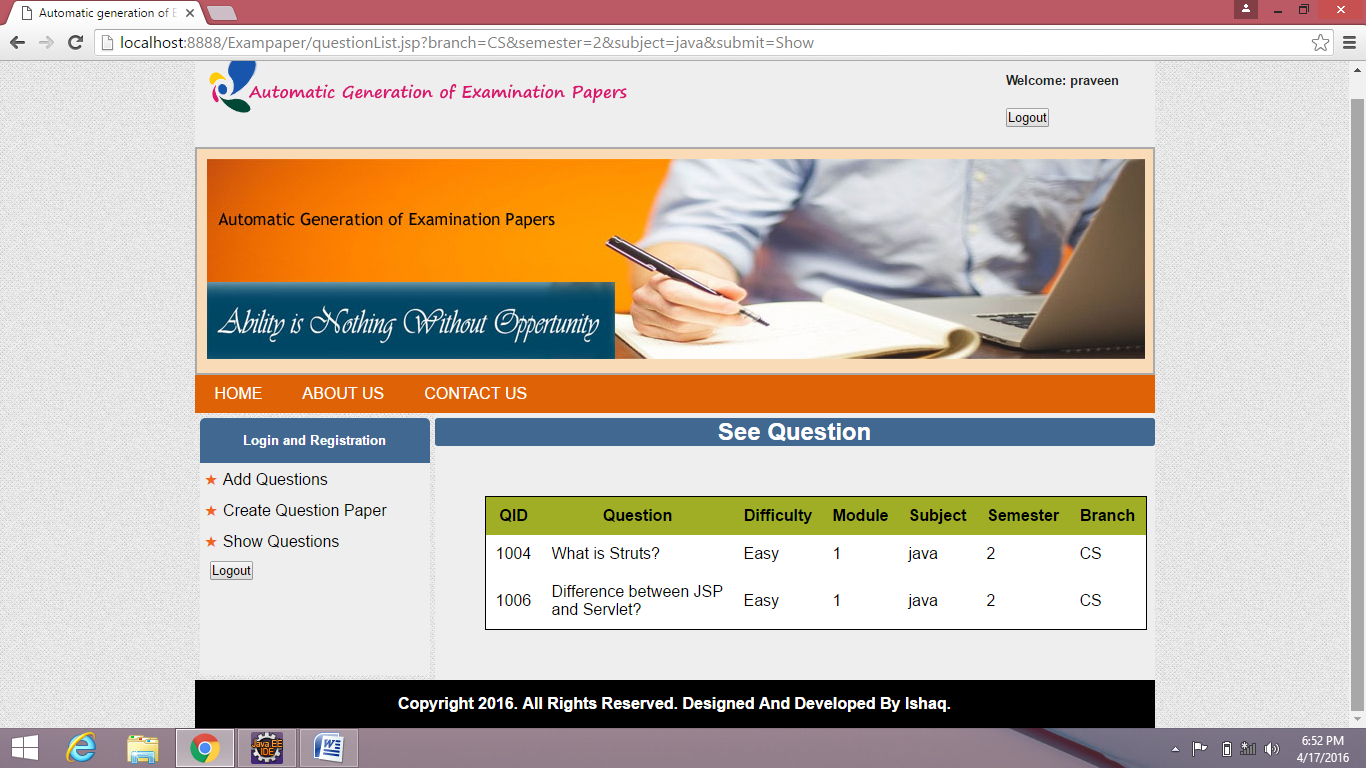 Automatic generation of E
localhost:8888/Exampaper/questionList.jsp?branch=CS&semester=2&subject=java&submit=Show
Automatic Generation of Examination Papers
Welcome: praveen
Logout
Automatic Generation of Examination Papers
Ability is Nothing Without Oppertunity
HOME ABOUT US CONTACT US
Login and Registration
Add Questions
Create Question Paper
Show Questions
Logout
See Question
QID Question Difficulty Module Subject Semester Branch
1004 What is Struts? Easy 1 java 2 CS
1006 Difference between JSP and Servlet? Easy 1 java 2 CS
Copyright 2016. All Rights Reserved. Designed And Developed By Ishaq.
Java EE
IDE
6:52 PM
4/17/2016